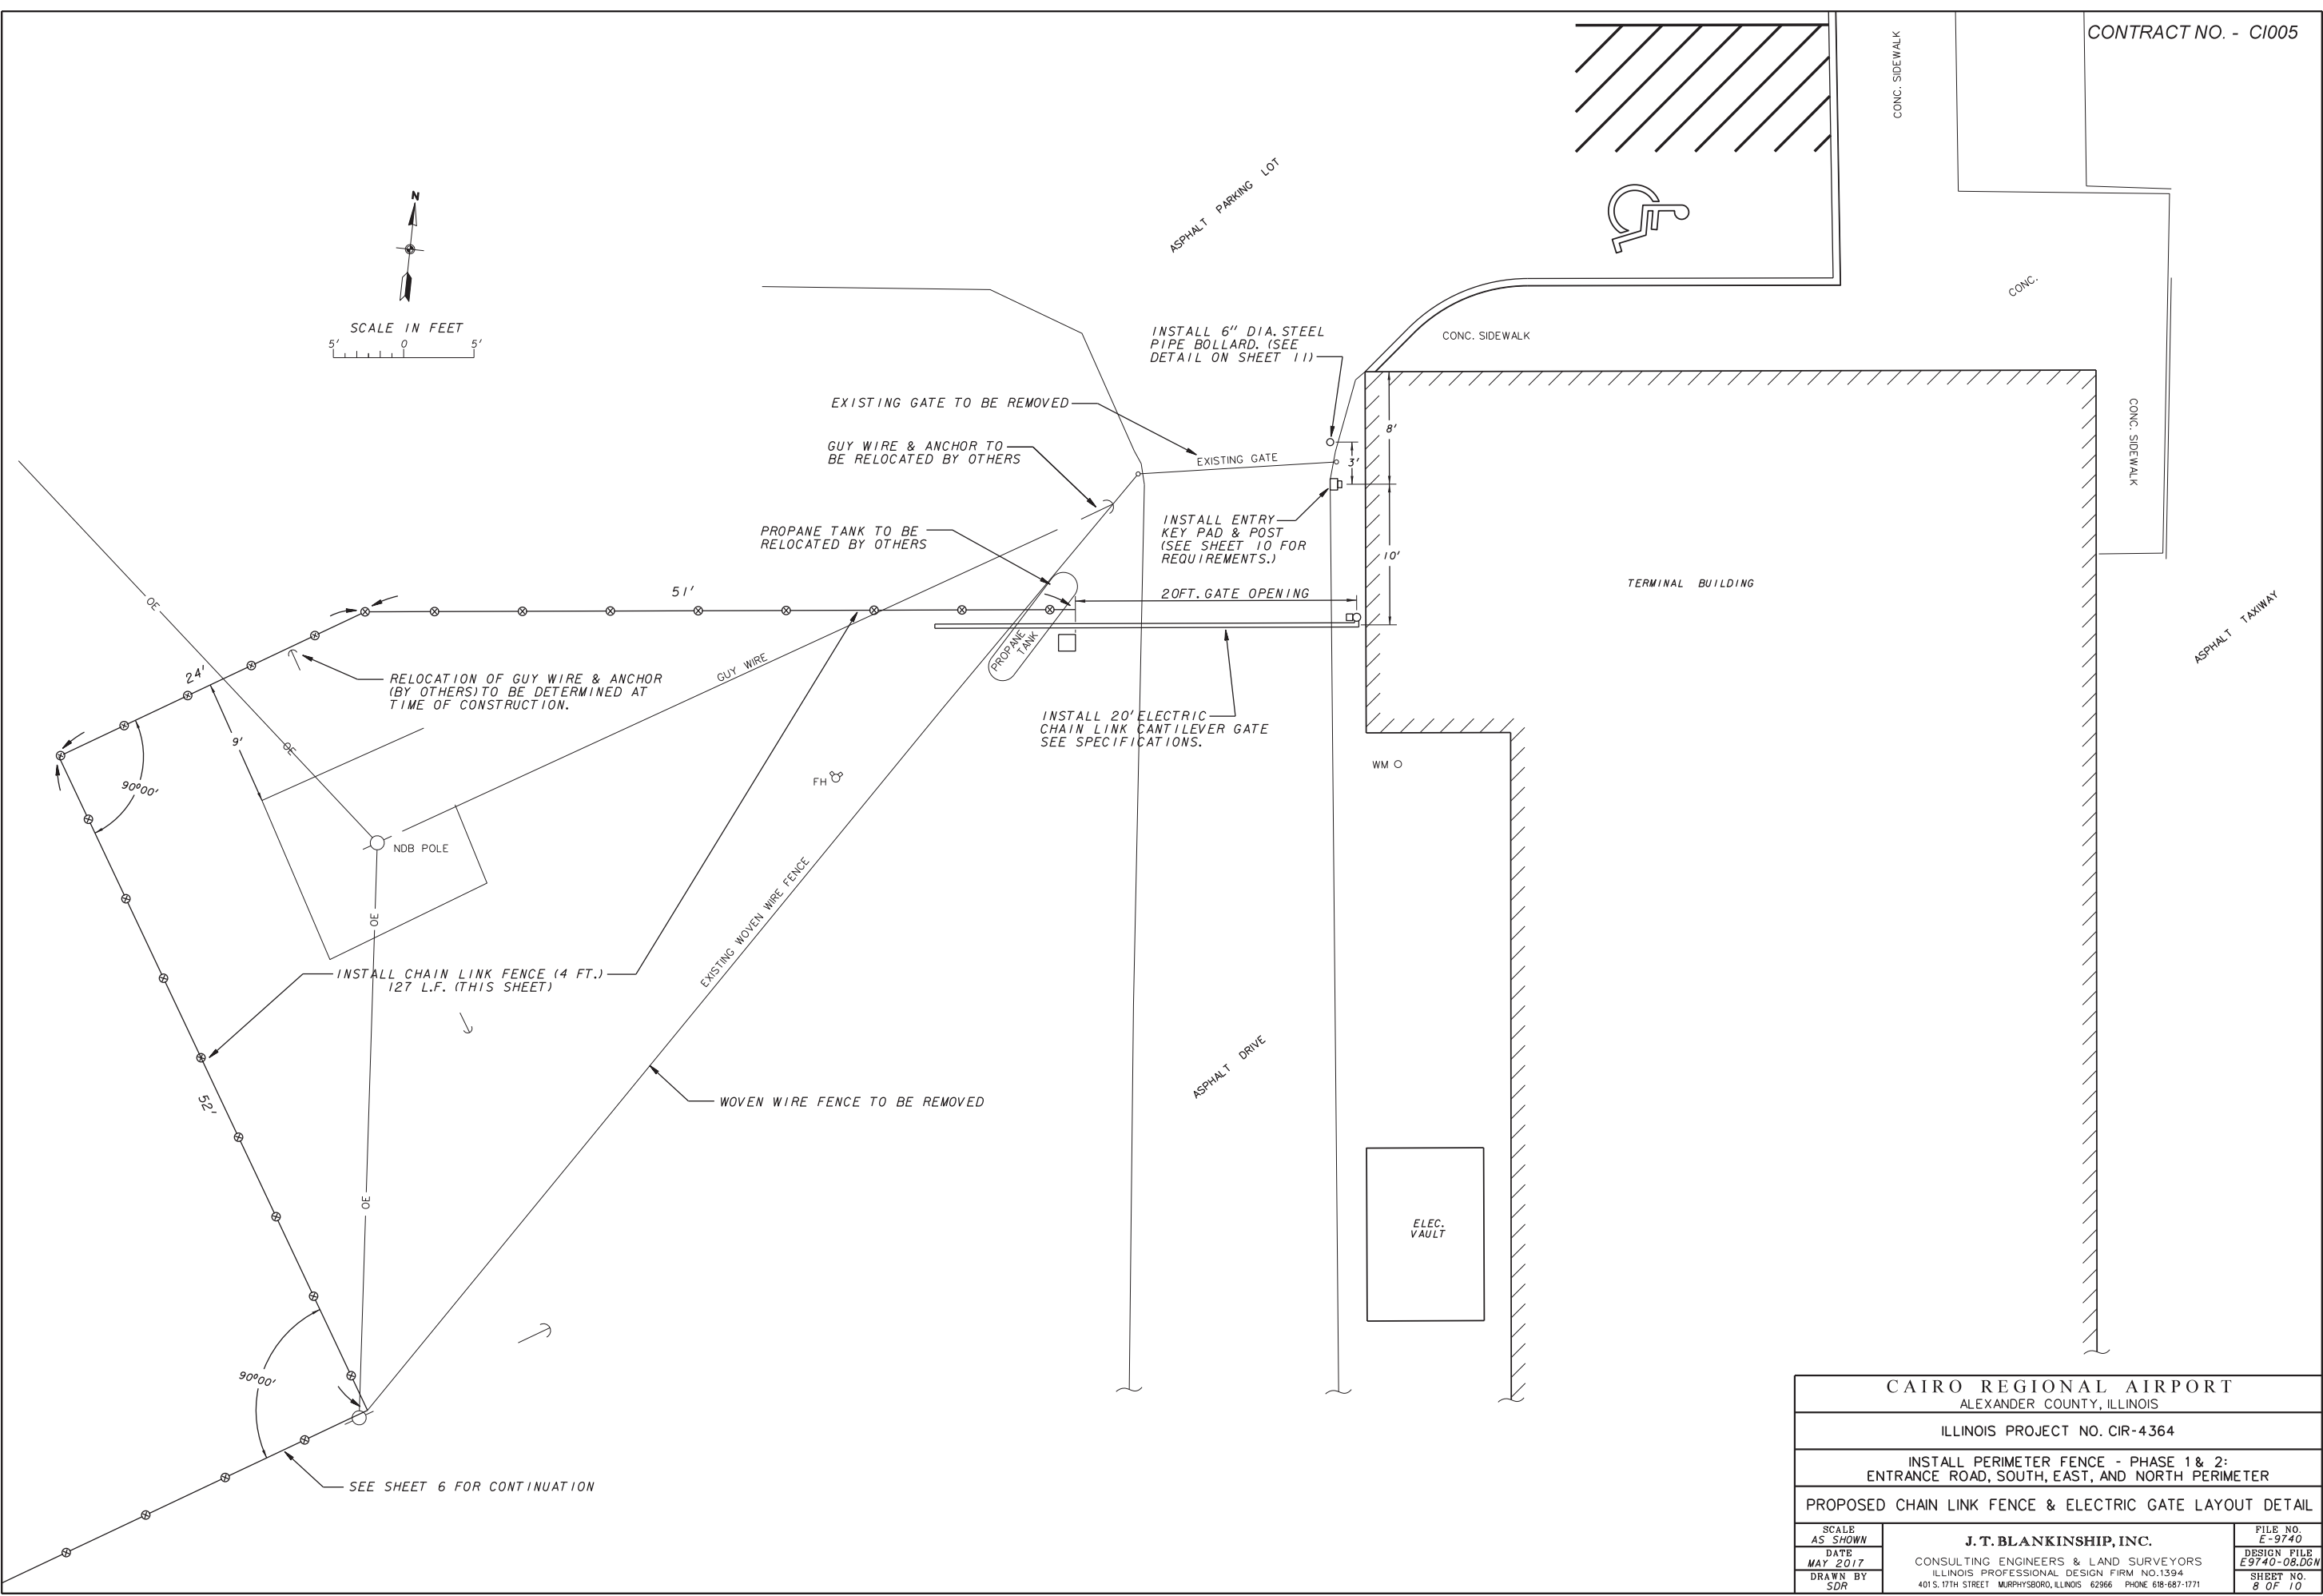 CONTRACT NO. - CI005
CONC. SIDEWALK
N
SCALE IN FEET
5' 0 5'
ASPHALT PARKING LOT
CONC.
INSTALL 6" DIA. STEEL
PIPE BOLLARD. (SEE
DETAIL ON SHEET 11)
CONC. SIDEWALK
EXISTING GATE TO BE REMOVED
GUY WIRE & ANCHOR TO
BE RELOCATED BY OTHERS
EXISTING GATE
8'
3'
CONC. SIDEWALK
PROPANE TANK TO BE
RELOCATED BY OTHERS
INSTALL ENTRY
KEY PAD & POST
(SEE SHEET 10 FOR
REQUIREMENTS.)
10'
TERMINAL BUILDING
OE
51'
20FT. GATE OPENING
ASPHALT TAXIWAY
PROPANE
TANK
GUY WIRE
24'
RELOCATION OF GUY WIRE & ANCHOR
(BY OTHERS) TO BE DETERMINED AT
TIME OF CONSTRUCTION.
INSTALL 20' ELECTRIC
CHAIN LINK CANTILEVER GATE
SEE SPECIFICATIONS.
9'
OE
90°00'
FH
WM
NDB POLE
OE
EXISTING WOVEN WIRE FENCE
INSTALL CHAIN LINK FENCE (4 FT.)
127 L.F. (THIS SHEET)
ASPHALT DRIVE
52'
WOVEN WIRE FENCE TO BE REMOVED
OE
ELEC.
VAULT
90°00'
SEE SHEET 6 FOR CONTINUATION
CAIRO REGIONAL AIRPORT
ALEXANDER COUNTY, ILLINOIS
ILLINOIS PROJECT NO. CIR-4364
INSTALL PERIMETER FENCE - PHASE 1 & 2:
ENTRANCE ROAD, SOUTH, EAST, AND NORTH PERIMETER
PROPOSED CHAIN LINK FENCE & ELECTRIC GATE LAYOUT DETAIL
SCALE
AS SHOWN
DATE
MAY 2017
DRAWN BY
SDR
J. T. BLANKINSHIP, INC.
CONSULTING ENGINEERS & LAND SURVEYORS
ILLINOIS PROFESSIONAL DESIGN FIRM NO.1394
401 S. 17TH STREET MURPHYSBORO, ILLINOIS 62966 PHONE 618-687-1771
FILE NO.
E-9740
DESIGN FILE
E9740-08.DGN
SHEET NO.
8 OF 10